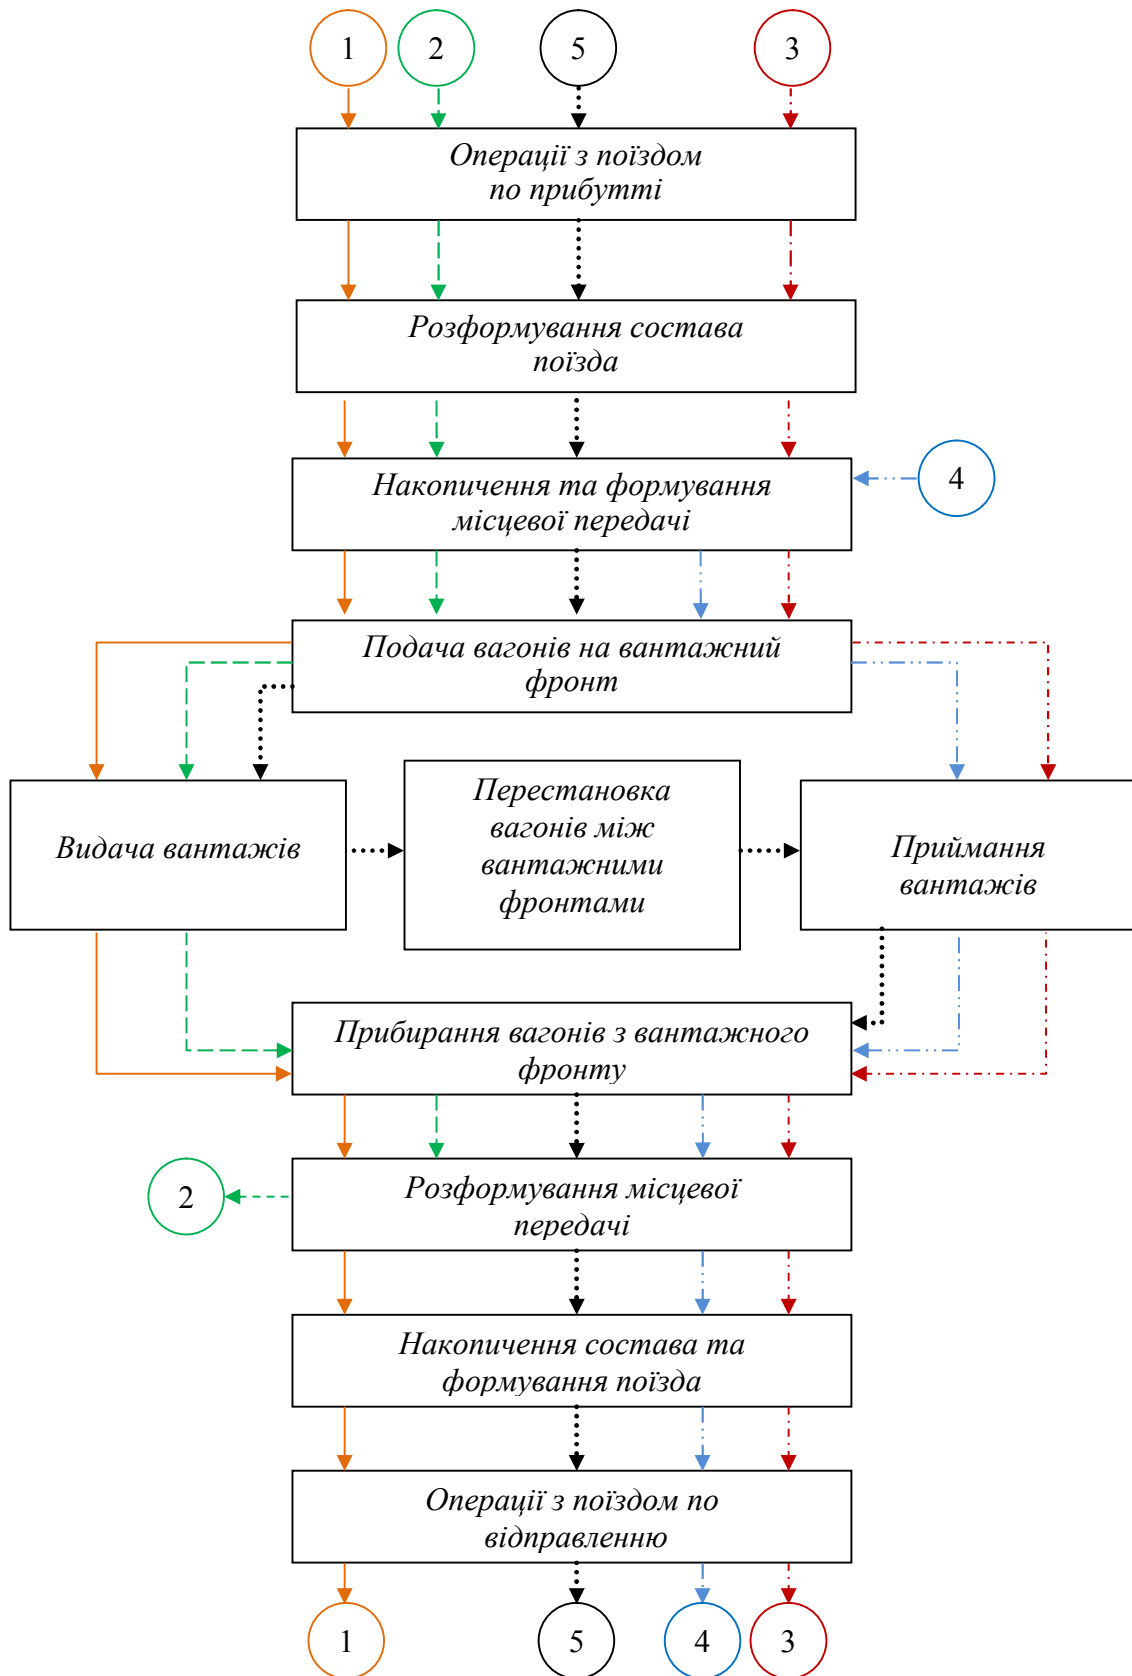 1
2
5
3
Операції з поїздом
по прибутті
Розформування состава
поїзда
Накопичення та формування
місцевої передачі
4
Подача вагонів на вантажний
фронт
Видача вантажів
Перестановка
вагонів між
вантажними
фронтами
Приймання
вантажів
Прибирання вагонів з вантажного
фронту
Розформування місцевої
передачі
2
Накопичення состава та
формування поїзда
Операції з поїздом по
відправленню
1
5
4
3